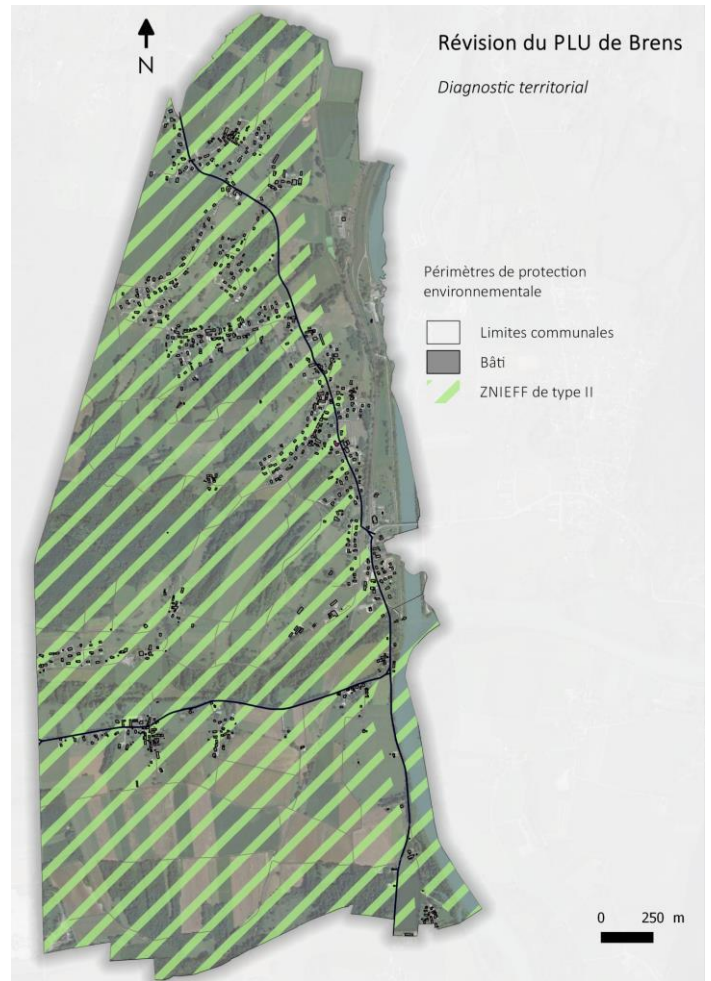 N
Révision du PLU de Brens
Diagnostic territorial
Périmètres de protection
environnementale
Limites communales
Bâti
ZNIEFF de type II
0 250 m